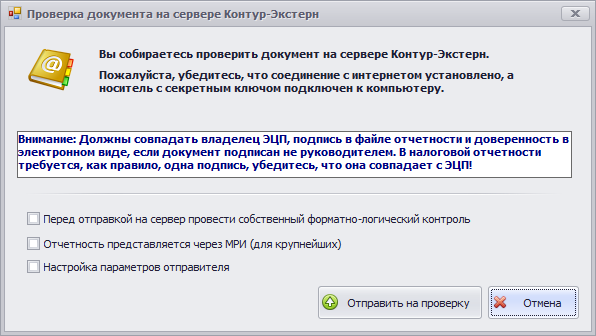 Проверка документа на сервере Контур-Экстерн
Вы собираетесь проверить документ на сервере Контур-Экстерн.
Пожалуйста, убедитесь, что соединение с интернетом установлено, а
носитель с секретным ключом подключен к компьютеру.
Внимание: Должны совпадать владелец ЭЦП, подпись в файле отчетности и доверенность в
электронном виде, если документ подписан не руководителем. В налоговой отчетности
требуется, как правило, одна подпись, убедитесь, что она совпадает с ЭЦП!
Перед отправкой на сервер провести собственный форматно-логический контроль
Отчетность представляется через МРИ (для крупнейших)
Настройка параметров отправителя
Отправить на проверку
Отмена